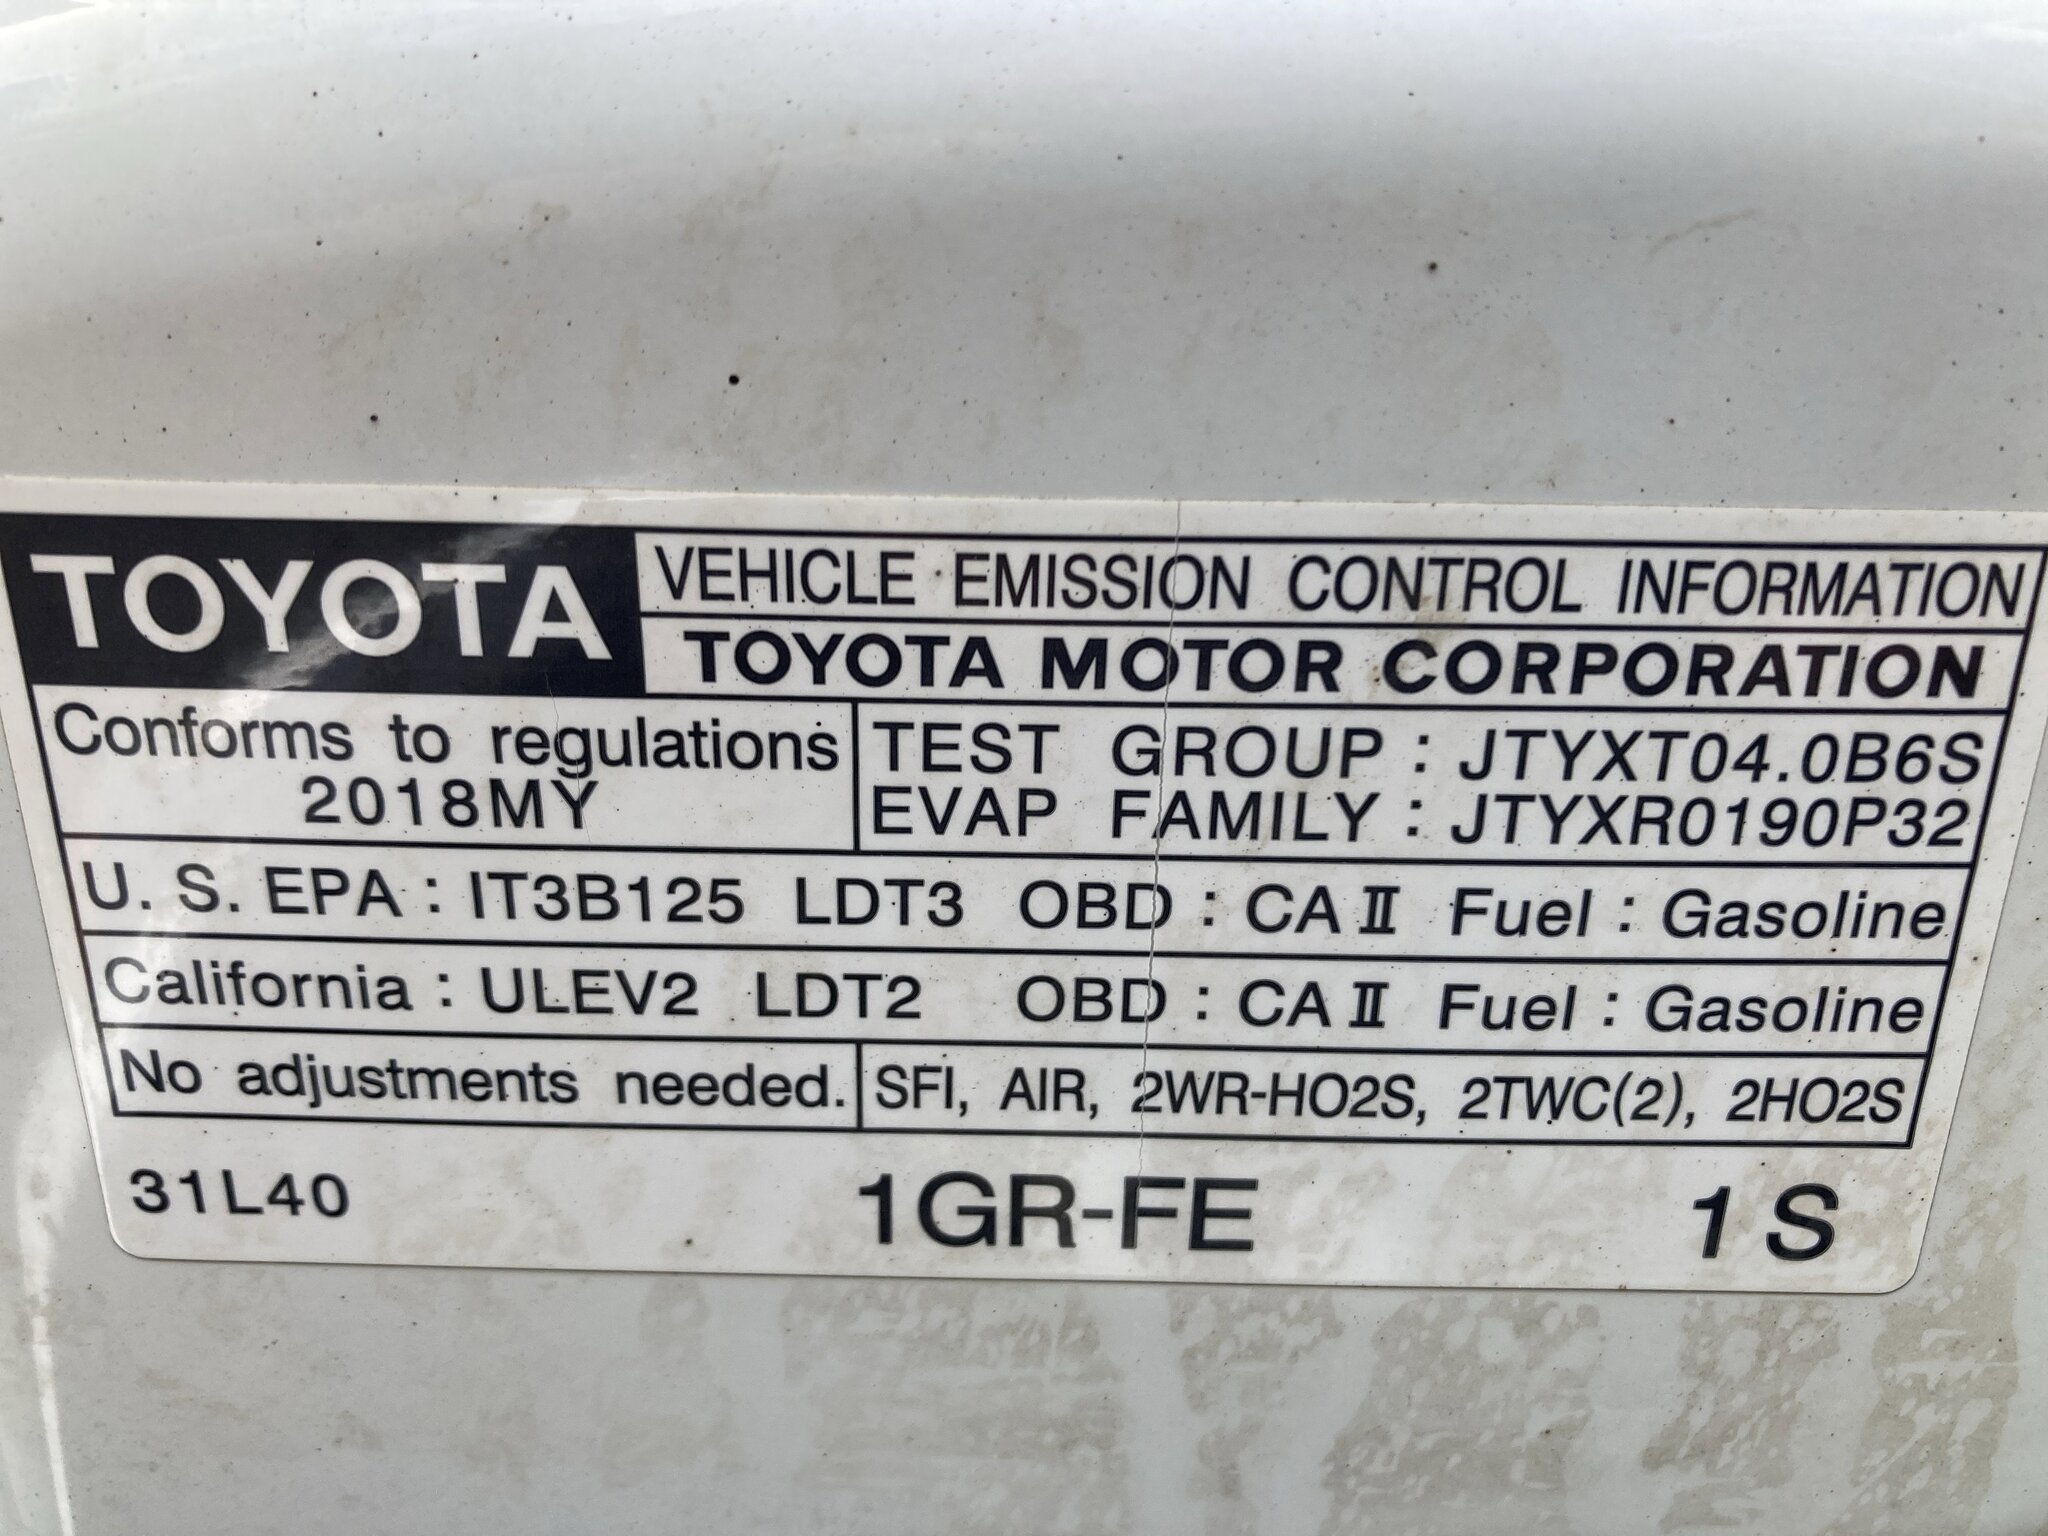 TOYOTA VEHICLE EMISSION CONTROL INFORMATION
TOYOTA MOTOR CORPORATION
Conforms to regulations
2018MY
TEST GROUP : JTYXT04.0B6S
EVAP FAMILY : JTYXR0190P32
U. S. EPA : IT3B125 LDT3 OBD : CA II Fuel : Gasoline
California : ULEV2 LDT2 OBD : CA II Fuel : Gasoline
No adjustments needed. SFI, AIR, 2WR-HO2S, 2TWC(2), 2HO2S
31L40 1GR-FE 1 S